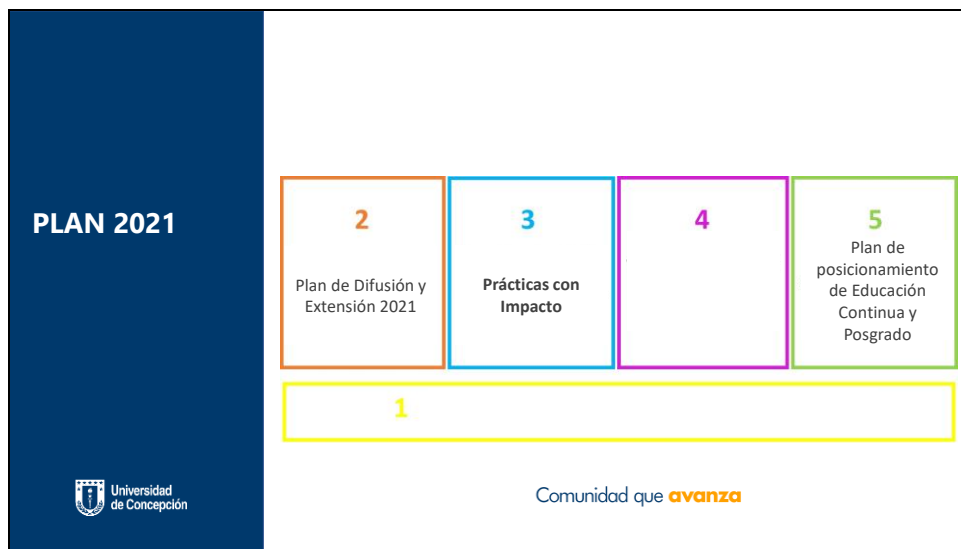 PLAN 2021
2
Plan de Difusión y
Extensión 2021
3
Prácticas con
Impacto
4
5
Plan de
posicionamiento
de Educación
Continua y
Posgrado
1
Universidad
de Concepción
Comunidad que avanza